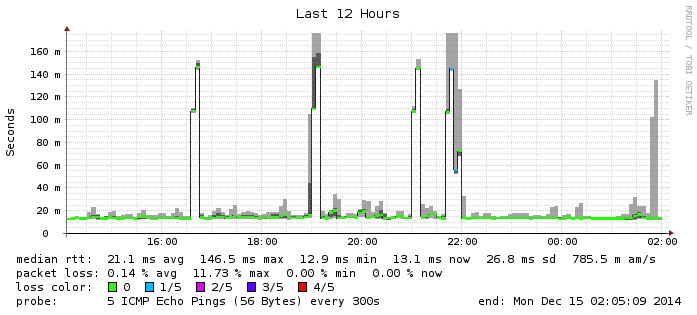 Last 12 Hours
RRDTOOL / TOBI OETIKER
Seconds
160 m
140 m
120 m
100 m
80 m
60 m
40 m
20 m
0
16:00 18:00 20:00 22:00 00:00 02:00
median rtt: 21.1 ms avg 146.5 ms max 12.9 ms min 13.1 ms now 26.8 ms sd 785.5 m am/s
packet loss: 0.14 % avg 11.73 % max 0.00 % min 0.00 % now
loss color: 0 1/5 2/5 3/5 4/5
probe: 5 ICMP Echo Pings (56 Bytes) every 300s end: Mon Dec 15 02:05:09 2014